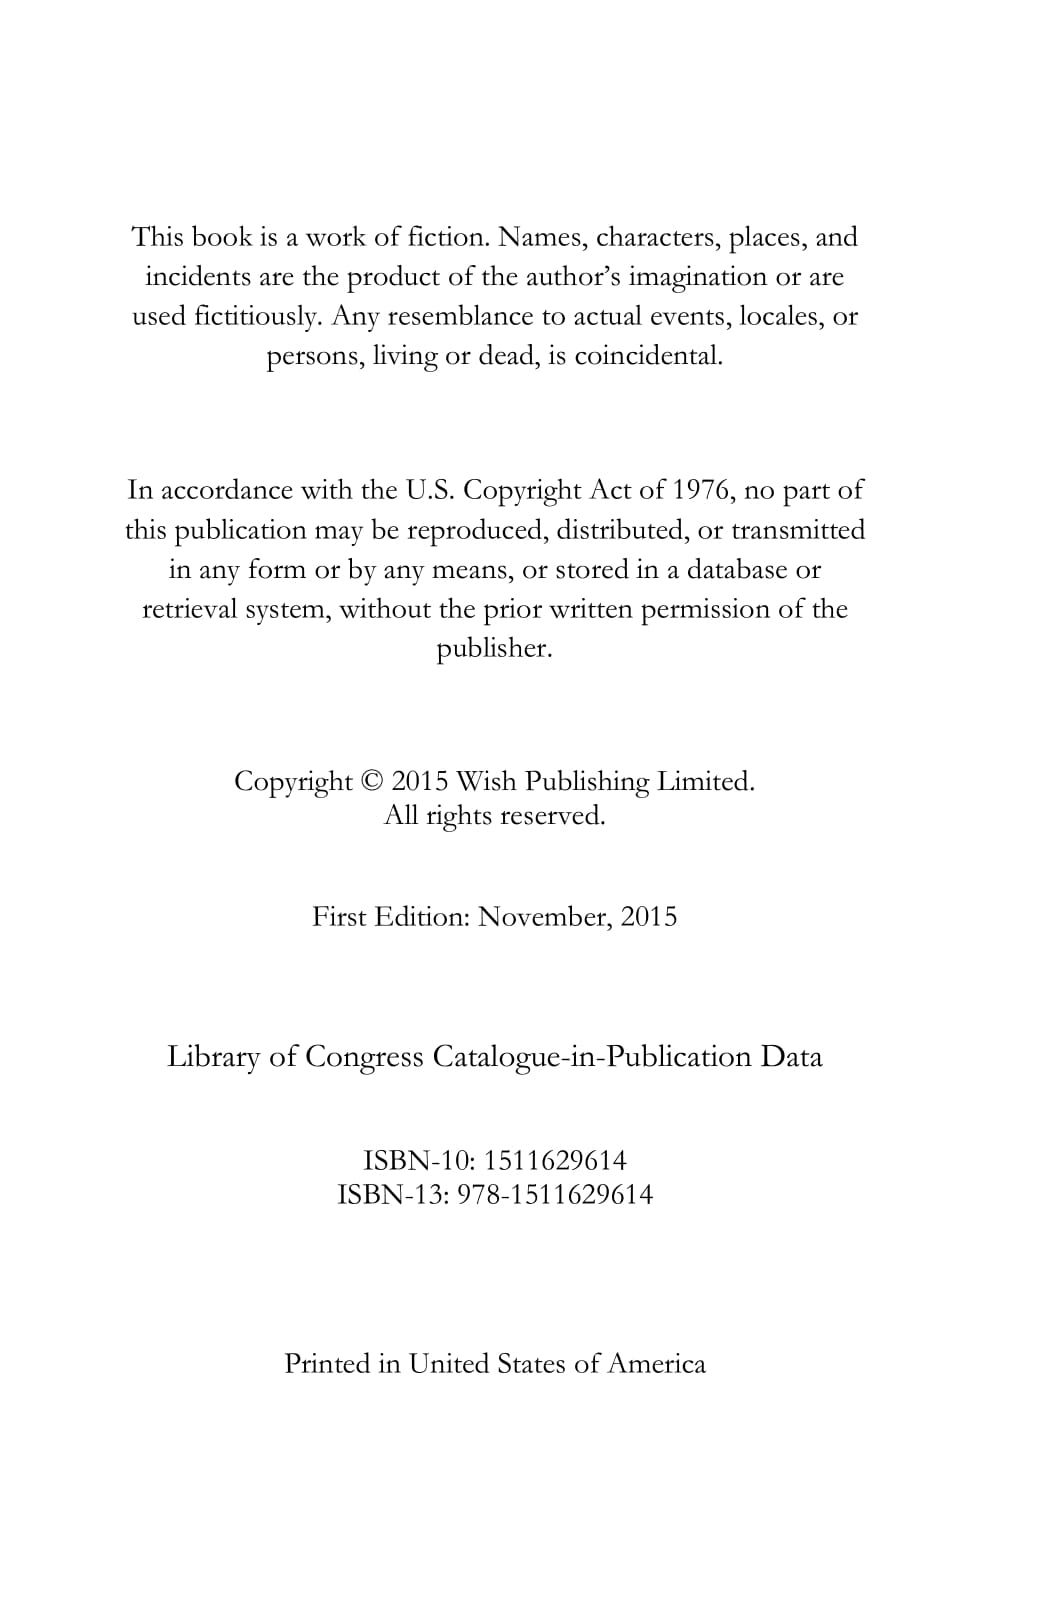 This book is a work of fiction. Names, characters, places, and
incidents are the product of the author’s imagination or are
used fictitiously. Any resemblance to actual events, locales, or
persons, living or dead, is coincidental.
In accordance with the U.S. Copyright Act of 1976, no part of
this publication may be reproduced, distributed, or transmitted
in any form or by any means, or stored in a database or
retrieval system, without the prior written permission of the
publisher.
Copyright © 2015 Wish Publishing Limited.
All rights reserved.
First Edition: November, 2015
Library of Congress Catalogue-in-Publication Data
ISBN-10: 1511629614
ISBN-13: 978-1511629614
Printed in United States of America